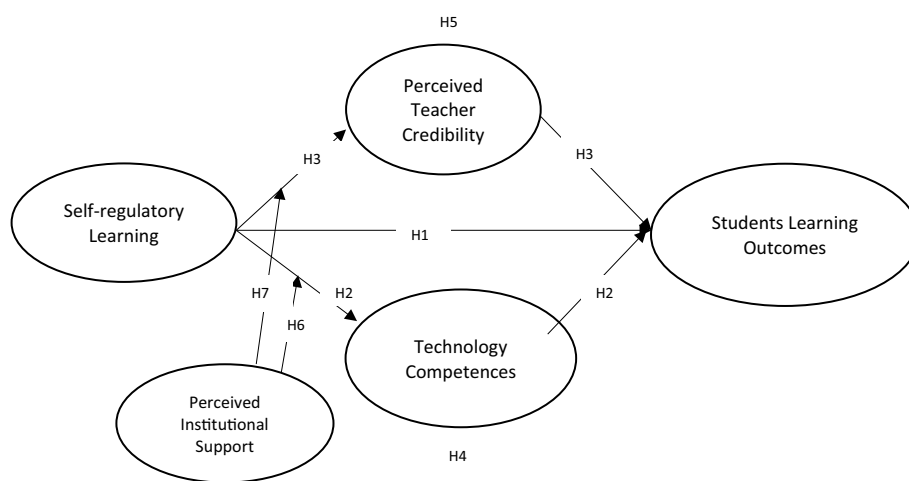 H5
Perceived
Teacher
Credibility
H3
H3
Self-regulatory
Learning
H1
Students Learning
Outcomes
H7
H2
H2
H6
Technology
Competences
Perceived
Institutional
Support
H4